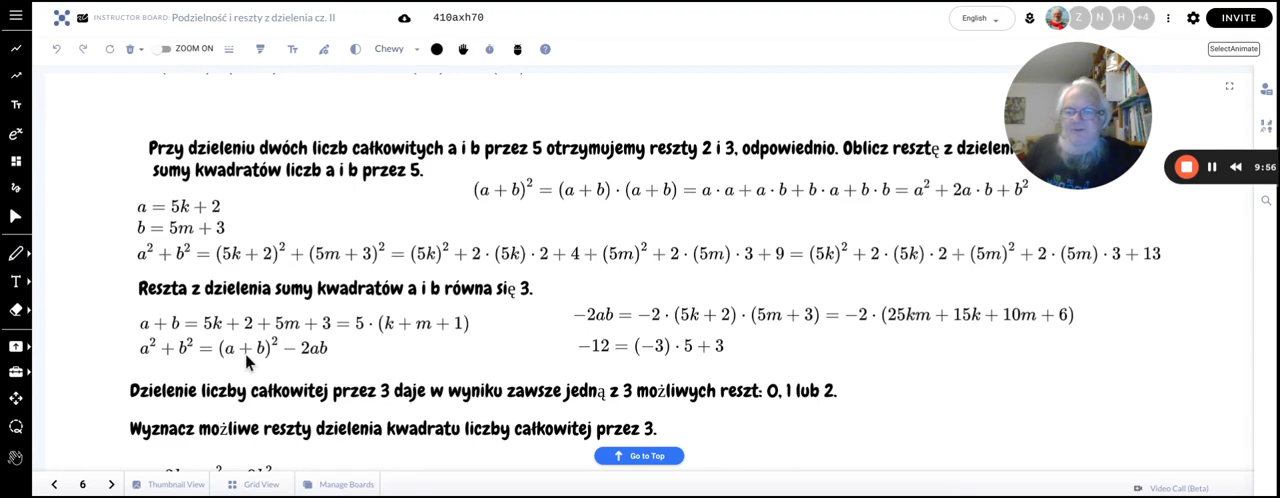 INSTRUCTOR BOARD: Podzielność i reszty z dzielenia cz. II
410axh70
English
Z N H +4
INVITE
ZOOM ON
Chewy
SelectAnimate
Przy dzieleniu dwóch liczb całkowitych a i b przez 5 otrzymujemy reszty 2 i 3, odpowiednio. Oblicz resztę z
sumy kwadratów liczb a i b przez 5.
(a + b)² = (a + b) · (a + b) = a · a + a · b + b · a + b · b = a² + 2a · b + b²
a = 5k + 2
b = 5m + 3
a² + b² = (5k + 2)² + (5m + 3)² = (5k)² + 2 · (5k) · 2 + 4 + (5m)² + 2 · (5m) · 3 + 9 = (5k)² + 2 · (5k) · 2 + (5m)² + 2 · (5m) · 3 + 13
Reszta z dzielenia sumy kwadratów a i b równa się 3.
a + b = 5k + 2 + 5m + 3 = 5 · (k + m + 1)
−2ab = −2 · (5k + 2) · (5m + 3) = −2 · (25km + 15k + 10m + 6)
a² + b² = (a + b)² − 2ab
−12 = (−3) · 5 + 3
Dzielenie liczby całkowitej przez 3 daje w wyniku zawsze jedną z 3 możliwych reszt: 0, 1 lub 2.
Wyznacz możliwe reszty dzielenia kwadratu liczby całkowitej przez 3.
Go to Top
6
Thumbnail View
Grid View
Manage Boards
Video Call (Beta)
9:56